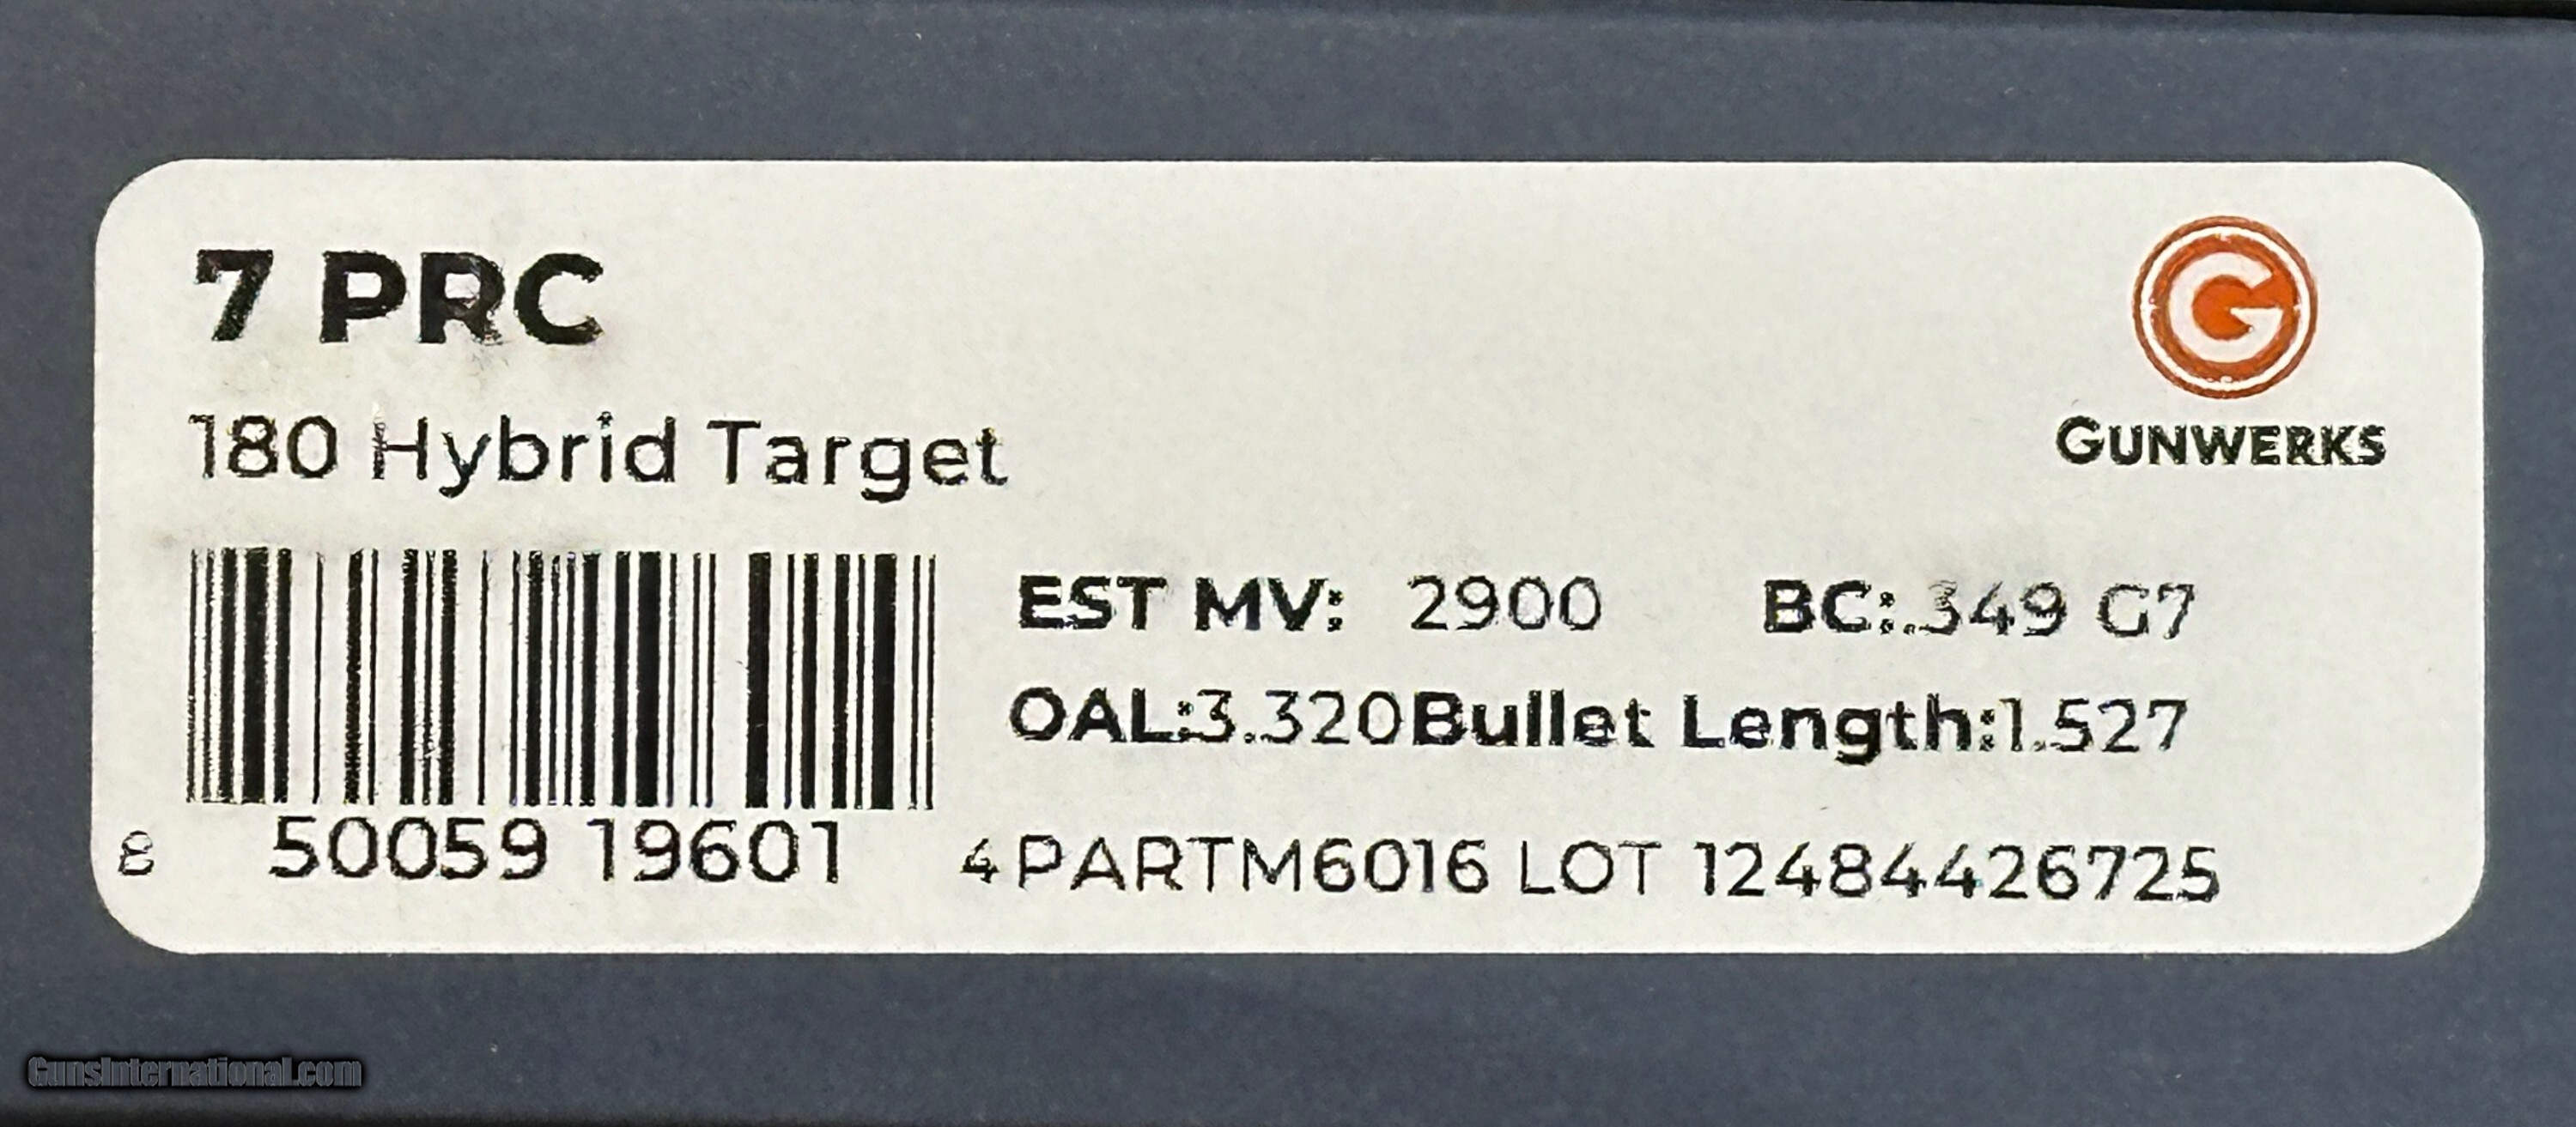 7 PRC
GUNWERKS
180 Hybrid Target
EST MV: 2900 BC:.349 G7
OAL:3.320Bullet Length:1.527
8 50059 19601 4PARTM6016 LOT 12484426725
GunsInternational.com